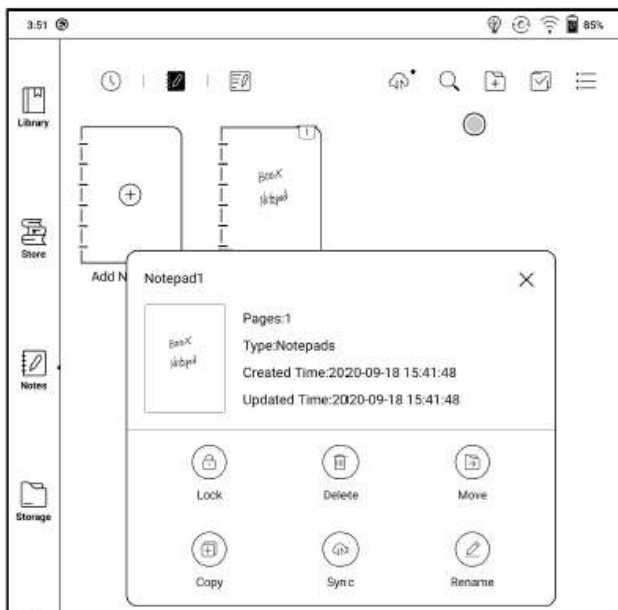 3:51 85%
Library
1
BooX
Notepad
Store
Add N
Notepad1
BooX
Notepad
Pages:1
Type:Notepads
Created Time:2020-09-18 15:41:48
Updated Time:2020-09-18 15:41:48
Notes
Lock Delete Move
Storage
Copy Sync Rename